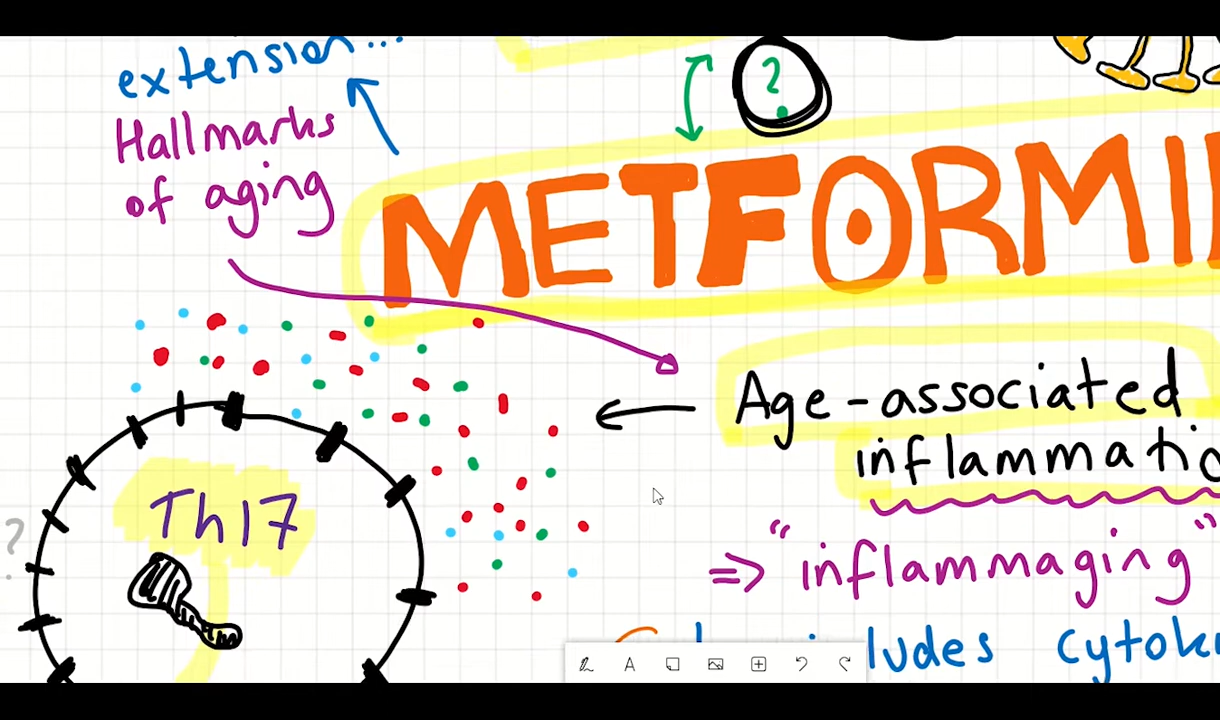 extension...
Hallmarks
of aging
?
METFORMI
Age-associated
inflammatio
Th17
?
=> "inflammaging"
ludes cytok
A